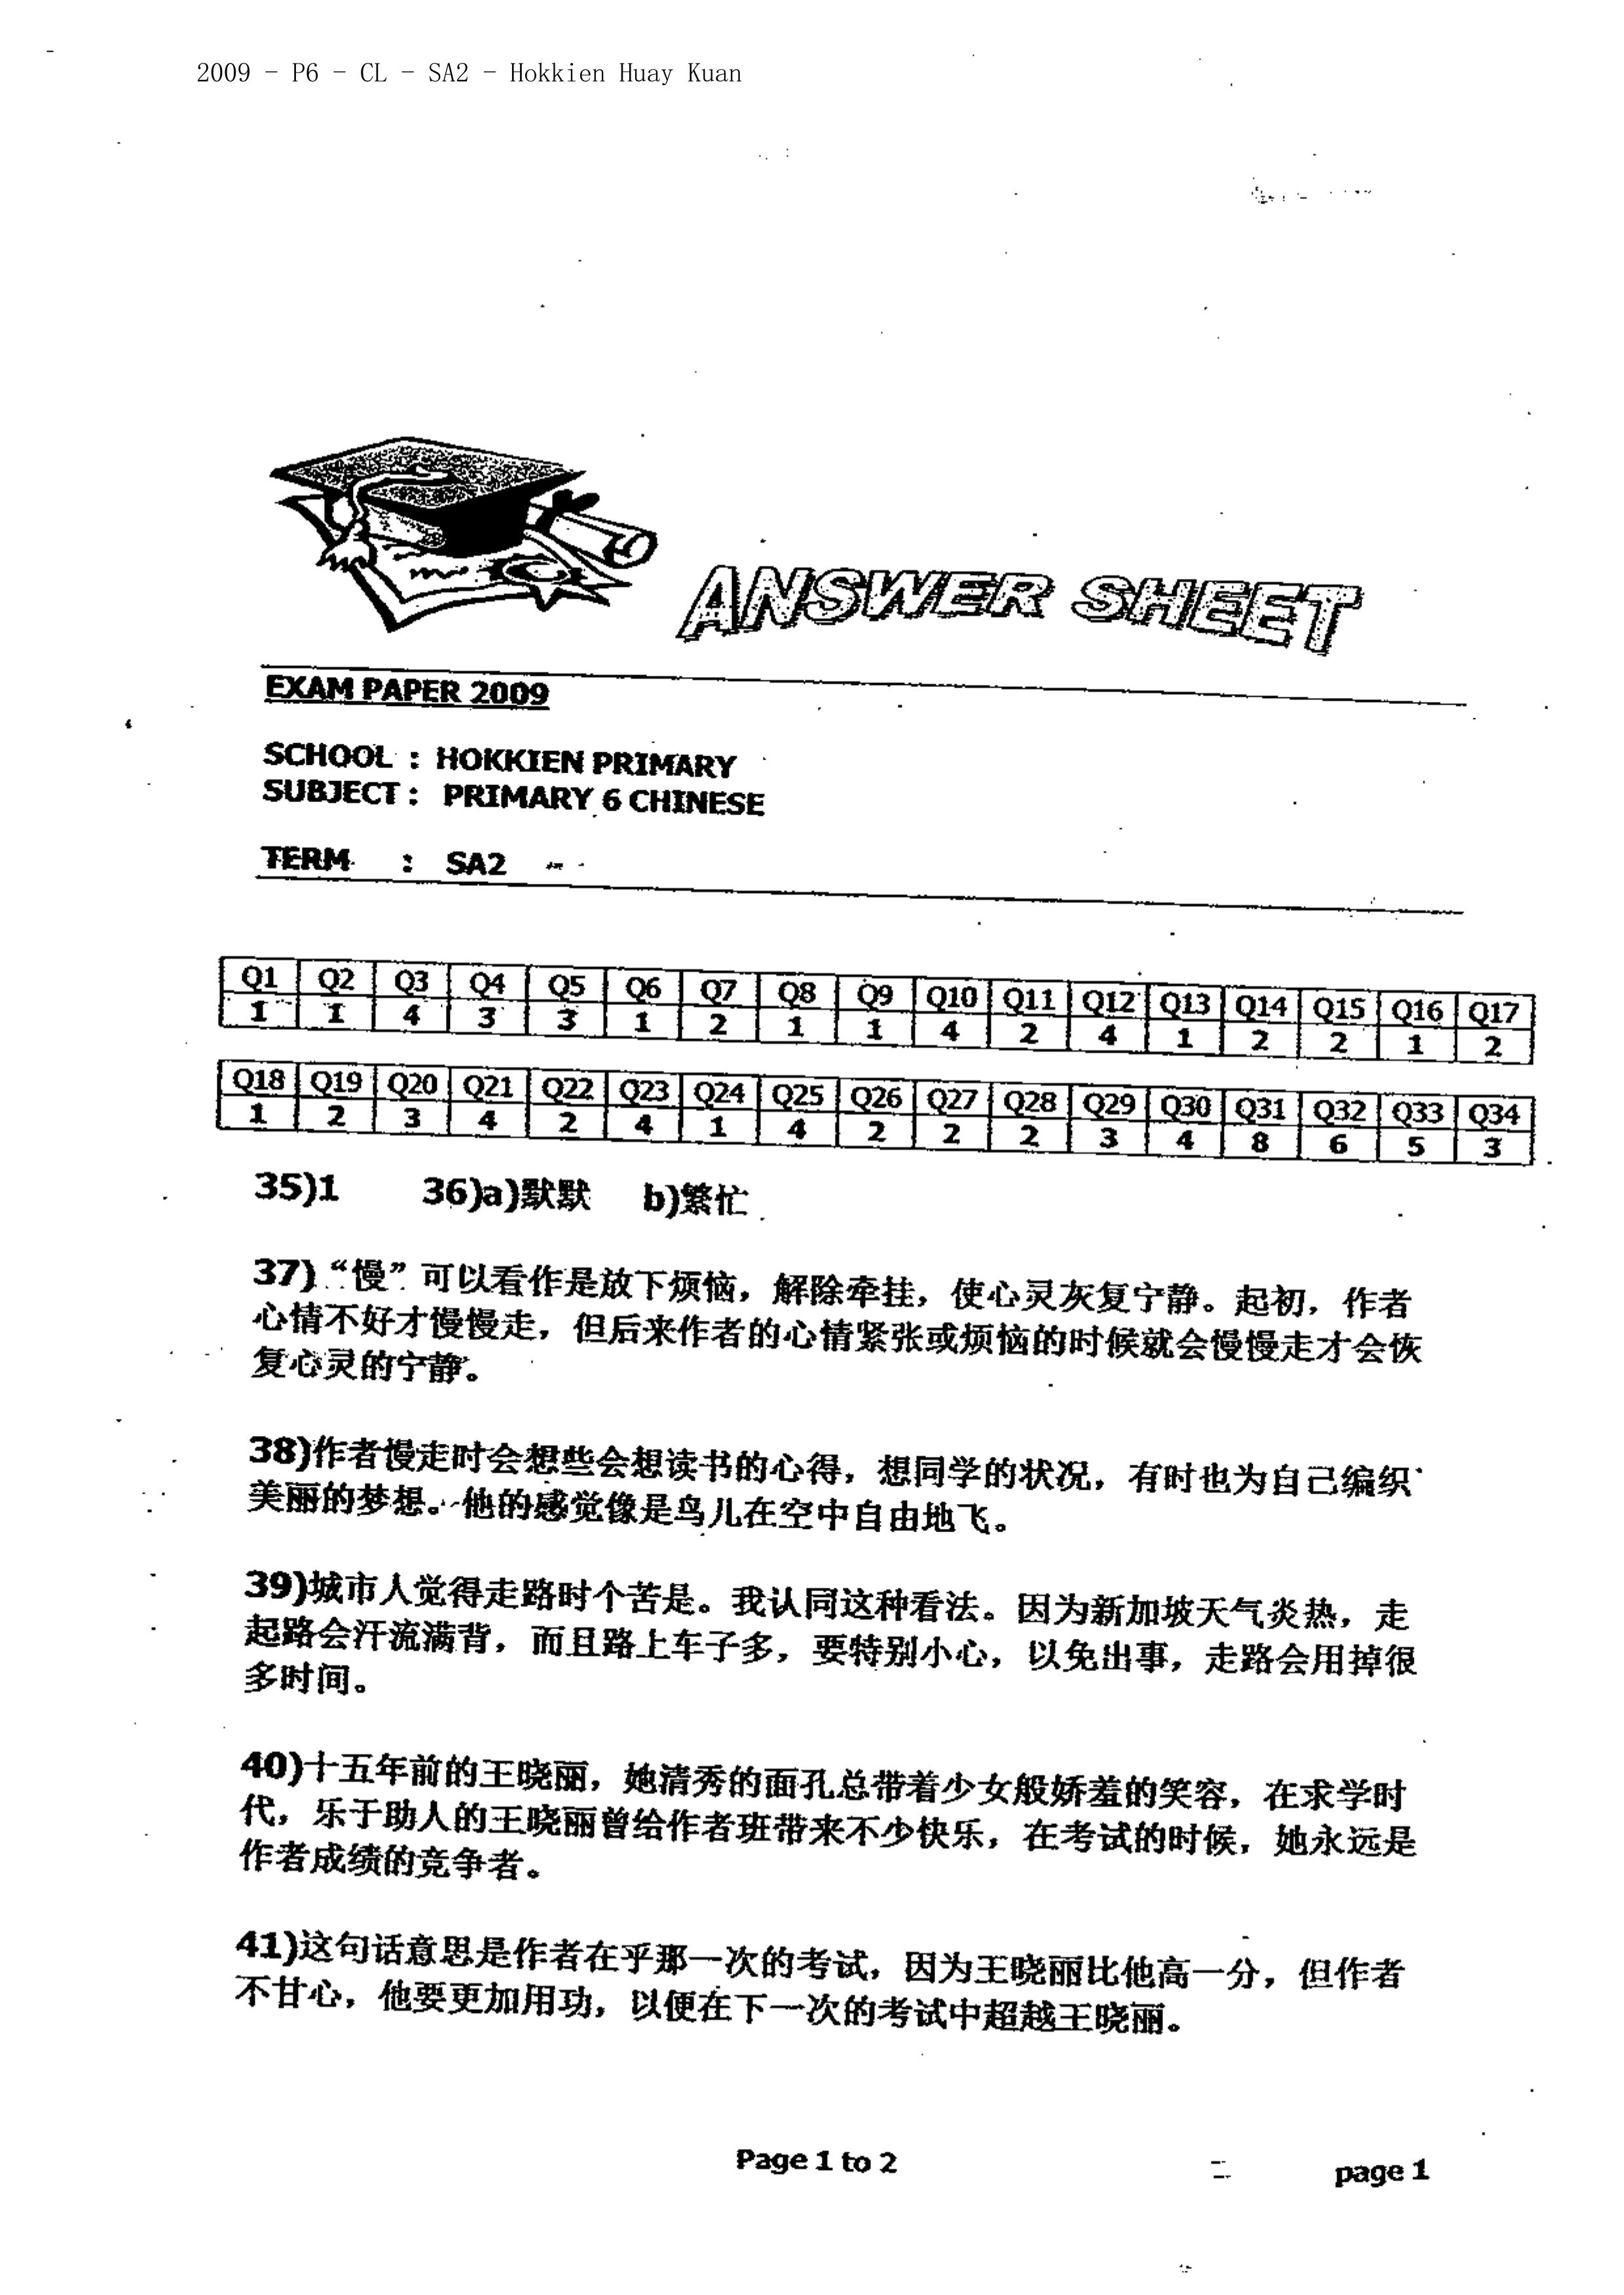 2009 - P6 - CL - SA2 - Hokkien Huay Kuan
ANSWER SHEET
EXAM PAPER 2009
SCHOOL : HOKKIEN PRIMARY
SUBJECT : PRIMARY 6 CHINESE
TERM : SA2
Q1 Q2 Q3 Q4 Q5 Q6 Q7 Q8 Q9 Q10 Q11 Q12 Q13 Q14 Q15 Q16 Q17
1 1 4 3 3 1 2 1 1 4 2 4 1 2 2 1 2
Q18 Q19 Q20 Q21 Q22 Q23 Q24 Q25 Q26 Q27 Q28 Q29 Q30 Q31 Q32 Q33 Q34
1 2 3 4 2 4 1 4 2 2 2 3 4 8 6 5 3
35)1 36)a)默默 b)繁忙
37)“慢”可以看作是放下烦恼，解除牵挂，使心灵灰复宁静。起初，作者
心情不好才慢慢走，但后来作者的心情紧张或烦恼的时候就会慢慢走才会恢
复心灵的宁静。
38)作者慢走时会想些会想读书的心得，想同学的状况，有时也为自己编织
美丽的梦想。他的感觉像是鸟儿在空中自由地飞。
39)城市人觉得走路时个苦是。我认同这种看法。因为新加坡天气炎热，走
起路会汗流满背，而且路上车子多，要特别小心，以免出事，走路会用掉很
多时间。
40)十五年前的王晓丽，她清秀的面孔总带着少女般娇羞的笑容，在求学时
代，乐于助人的王晓丽曾给作者班带来不少快乐，在考试的时候，她永远是
作者成绩的竞争者。
41)这句话意思是作者在乎那一次的考试，因为王晓丽比他高一分，但作者
不甘心，他要更加用功，以便在下一次的考试中超越王晓丽。
Page 1 to 2
page 1